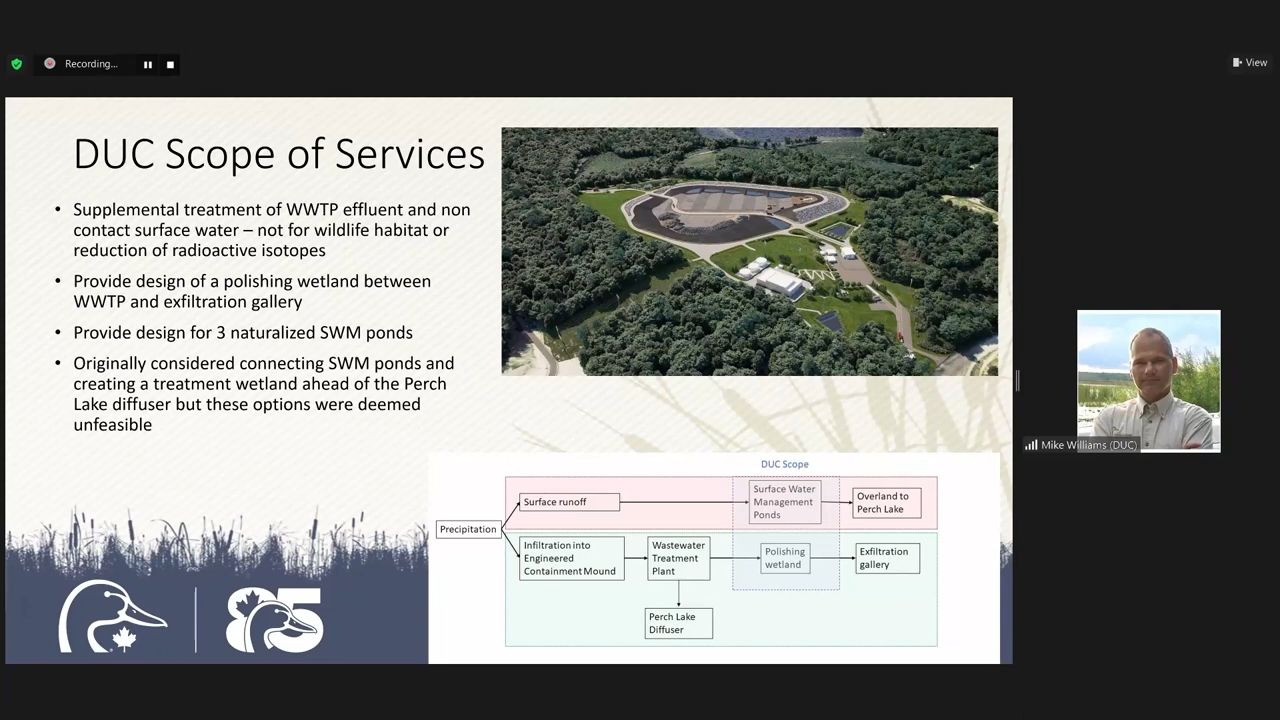 Recording...
View
DUC Scope of Services
• Supplemental treatment of WWTP effluent and non
contact surface water – not for wildlife habitat or
reduction of radioactive isotopes
• Provide design of a polishing wetland between
WWTP and exfiltration gallery
• Provide design for 3 naturalized SWM ponds
• Originally considered connecting SWM ponds and
creating a treatment wetland ahead of the Perch
Lake diffuser but these options were deemed
unfeasible
Mike Williams (DUC)
DUC Scope
Precipitation
Surface runoff
Surface Water
Management
Ponds
Overland to
Perch Lake
Infiltration into
Engineered
Containment Mound
Wastewater
Treatment
Plant
Polishing
wetland
Exfiltration
gallery
Perch Lake
Diffuser
85